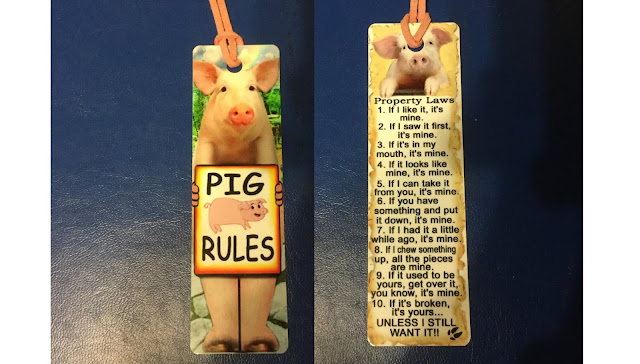 PIG
RULES
Property Laws
1. If I like it, it's
mine.
2. If I saw it first,
it's mine.
3. If it's in my
mouth, it's mine.
4. If it looks like
mine, it's mine.
5. If I can take it
from you, it's mine.
6. If you have
something and put
it down, it's mine.
7. If I had it a little
while ago, it's mine.
8. If I chew something
up, all the pieces
are mine.
9. If it used to be
yours, get over it,
you know, it's mine.
10. If it's broken,
it's yours...
UNLESS I STILL
WANT IT!!